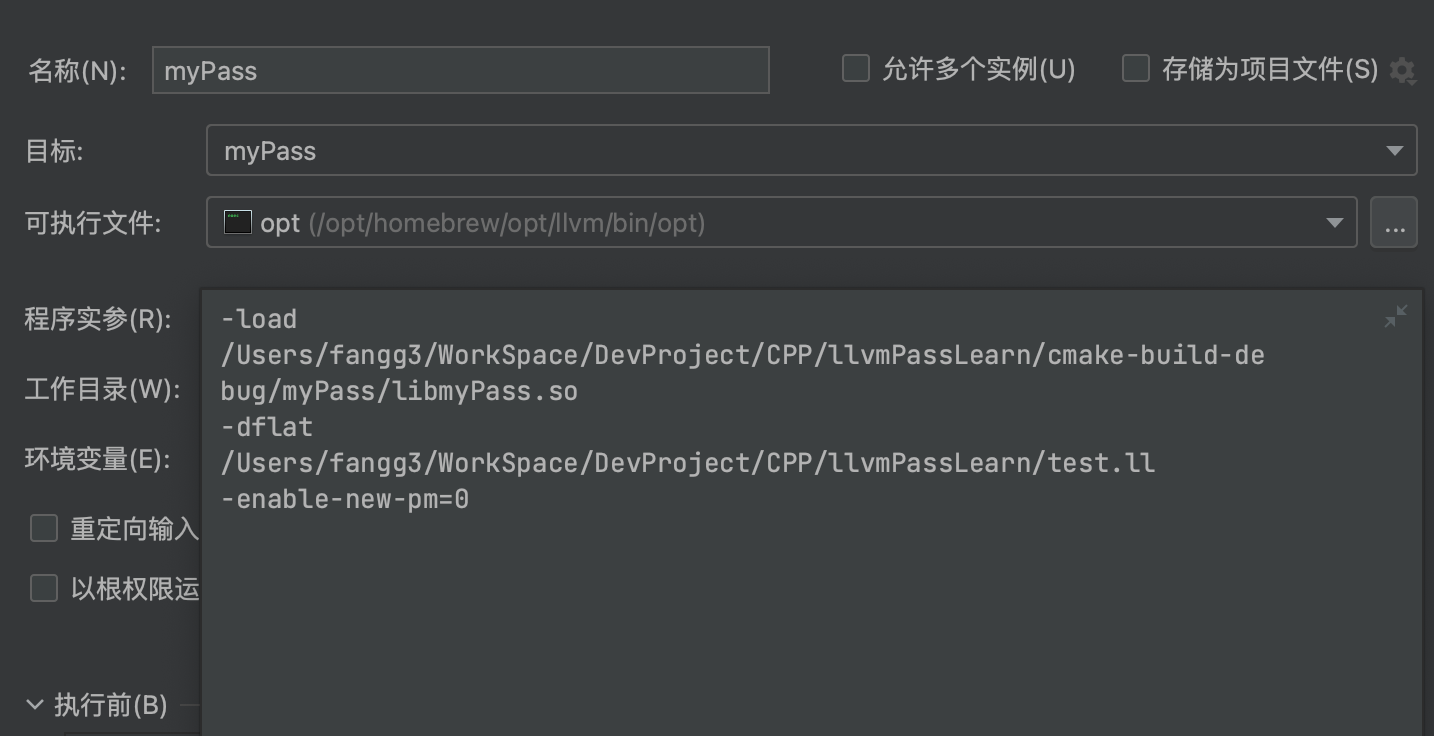 名称(N): myPass 允许多个实例(U) 存储为项目文件(S)
目标: myPass
可执行文件: opt (/opt/homebrew/opt/llvm/bin/opt) ...
程序实参(R): -load
/Users/fangg3/WorkSpace/DevProject/CPP/llvmPassLearn/cmake-build-de
工作目录(W): bug/myPass/libmyPass.so
-dflat
环境变量(E): /Users/fangg3/WorkSpace/DevProject/CPP/llvmPassLearn/test.ll
-enable-new-pm=0
重定向输入
以根权限运
执行前(B)